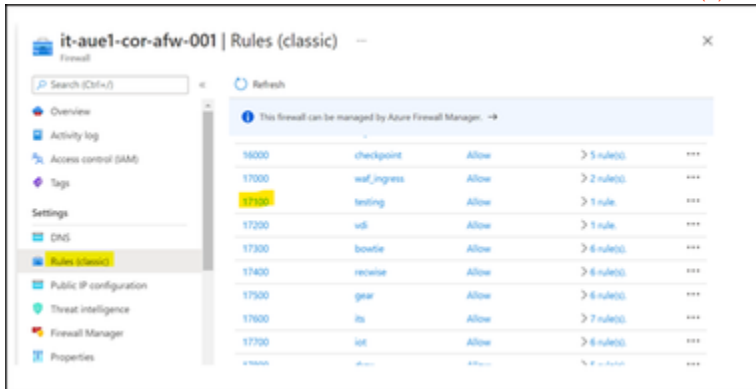 it-aue1-cor-afw-001 | Rules (classic)
Firewall
Search (Ctrl+/)
Refresh
Overview
Activity log
Access control (IAM)
Tags
Settings
DNS
Rules (classic)
Public IP configuration
Threat intelligence
Firewall Manager
Properties
This firewall can be managed by Azure Firewall Manager. →
16000 checkpoint Allow > 5 rule(s). •••
17000 waf_ingress Allow > 2 rule(s). •••
17100 testing Allow > 1 rule. •••
17200 vdi Allow > 1 rule. •••
17300 bowtie Allow > 6 rule(s). •••
17400 recwise Allow > 6 rule(s). •••
17500 gear Allow > 6 rule(s). •••
17600 its Allow > 7 rule(s). •••
17700 iot Allow > 6 rule(s). •••